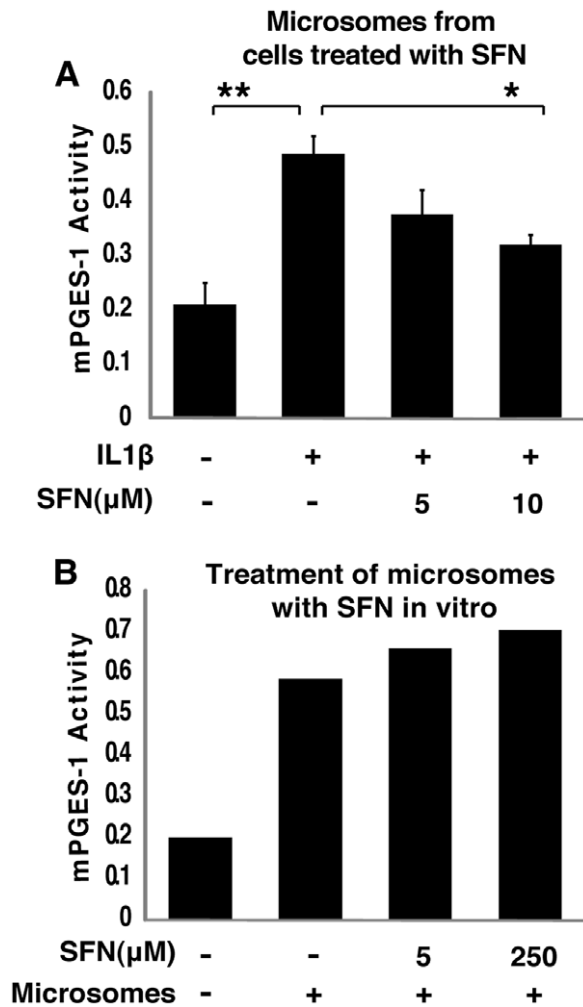 Microsomes from
cells treated with SFN
A
** *
0.6
0.5
0.4
0.3
0.2
0.1
0
mPGES-1 Activity
IL1β - + + +
SFN(µM) - - 5 10
B
Treatment of microsomes
with SFN in vitro
0.8
0.7
0.6
0.5
0.4
0.3
0.2
0.1
0
mPGES-1 Activity
SFN(µM) - - 5 250
Microsomes - + + +